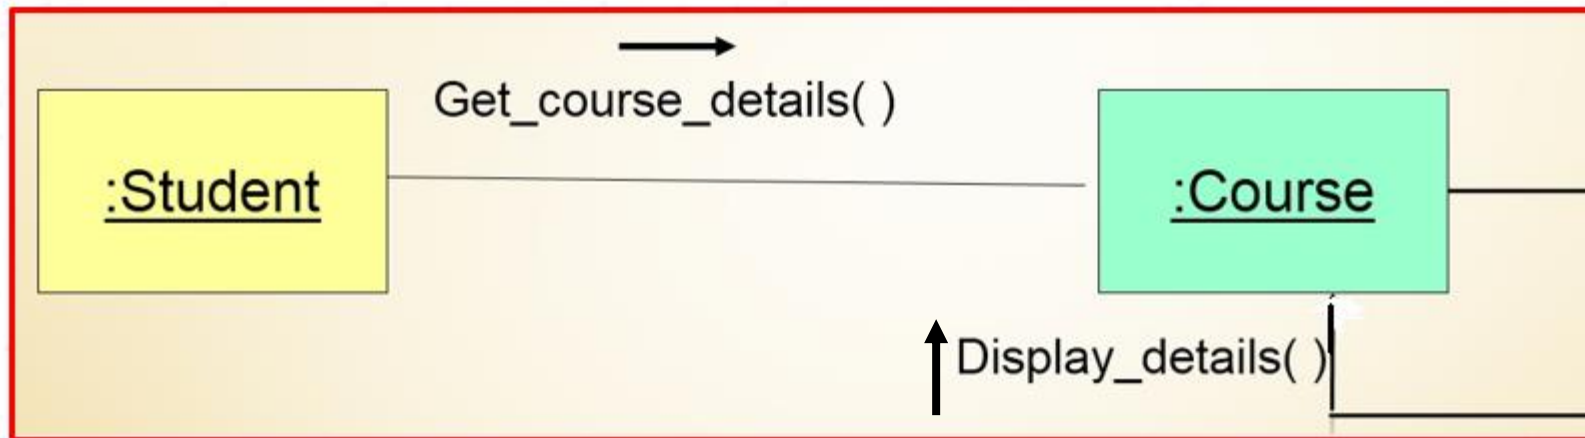 Get_course_details( )
:Student
:Course
Display_details( )